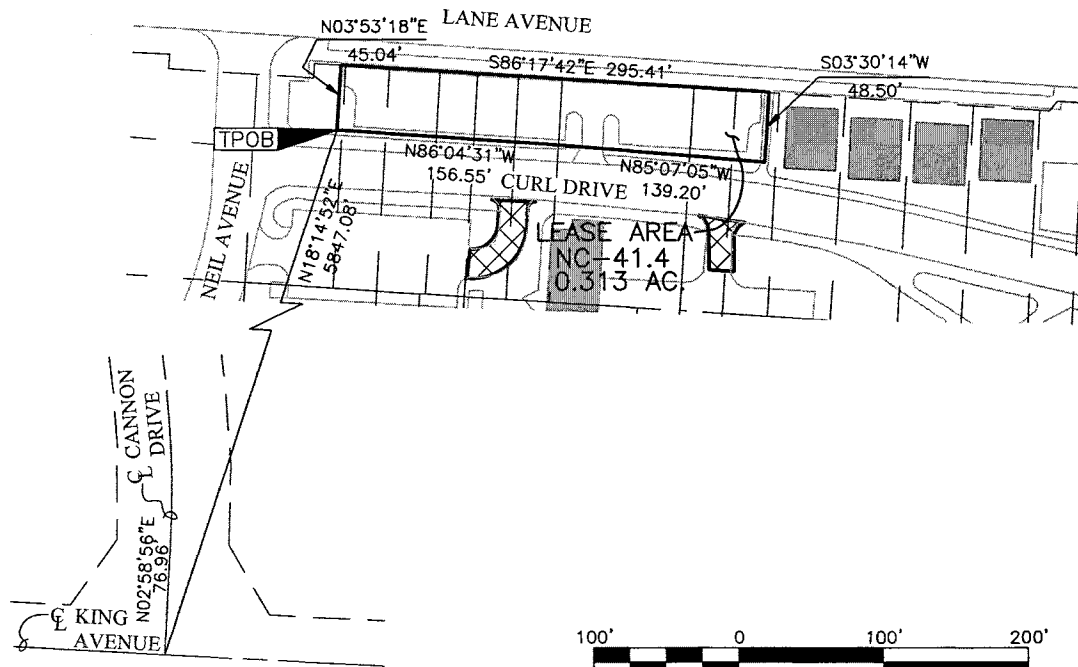 LANE AVENUE
N03°53'18"E
45.04'
S86°17'42"E 295.41'
S03°30'14"W
48.50'
TPOB
N86°04'31"W
156.55'
N85°07'05"W
139.20'
CURL DRIVE
NEIL AVENUE
N18°14'52"E
5847.08'
LEASE AREA
NC-41.4
0.313 AC.
℄ CANNON
DRIVE
N02°58'56"E
76.96'
℄ KING
AVENUE
100' 0 100' 200'